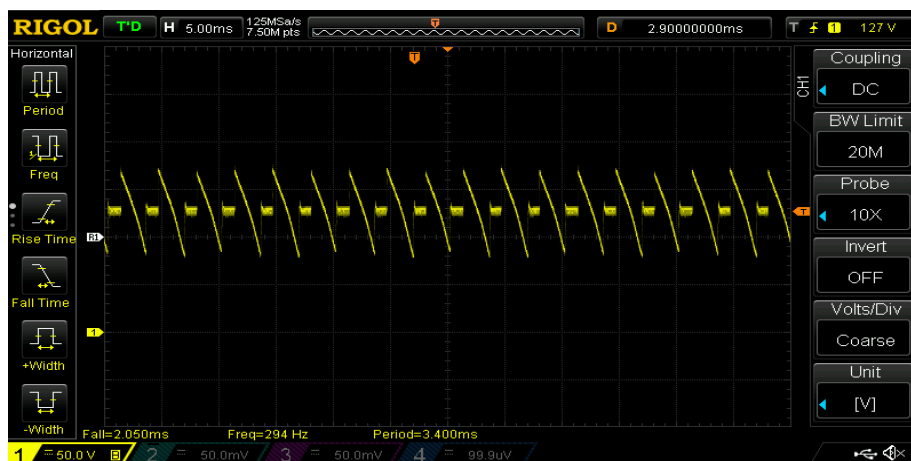 RIGOL T'D H 5.00ms 125MSa/s 7.50M pts T D 2.90000000ms T 1 127 V
Horizontal
Period
Freq
Rise Time
Fall Time
+Width
-Width
T
R1
T
1
CH1
Coupling
DC
BW Limit
20M
Probe
10X
Invert
OFF
Volts/Div
Coarse
Unit
[V]
Fall=2.050ms Freq=294 Hz Period=3.400ms
1 50.0 V B 2 50.0mV 3 50.0mV 4 99.9uV